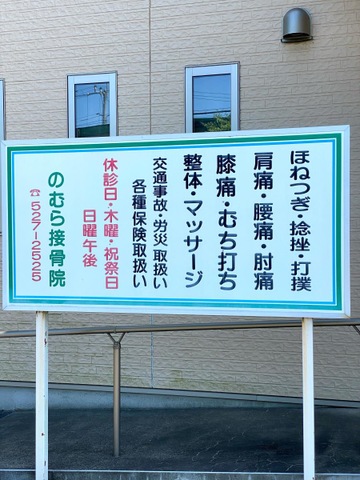 ほねつぎ・捻挫・打撲
肩痛・腰痛・肘痛
膝痛・むち打ち
整体・マッサージ
交通事故・労災取扱い
各種保険取扱い
休診日・木曜・祝祭日
日曜午後
のむら接骨院
☎527-2525